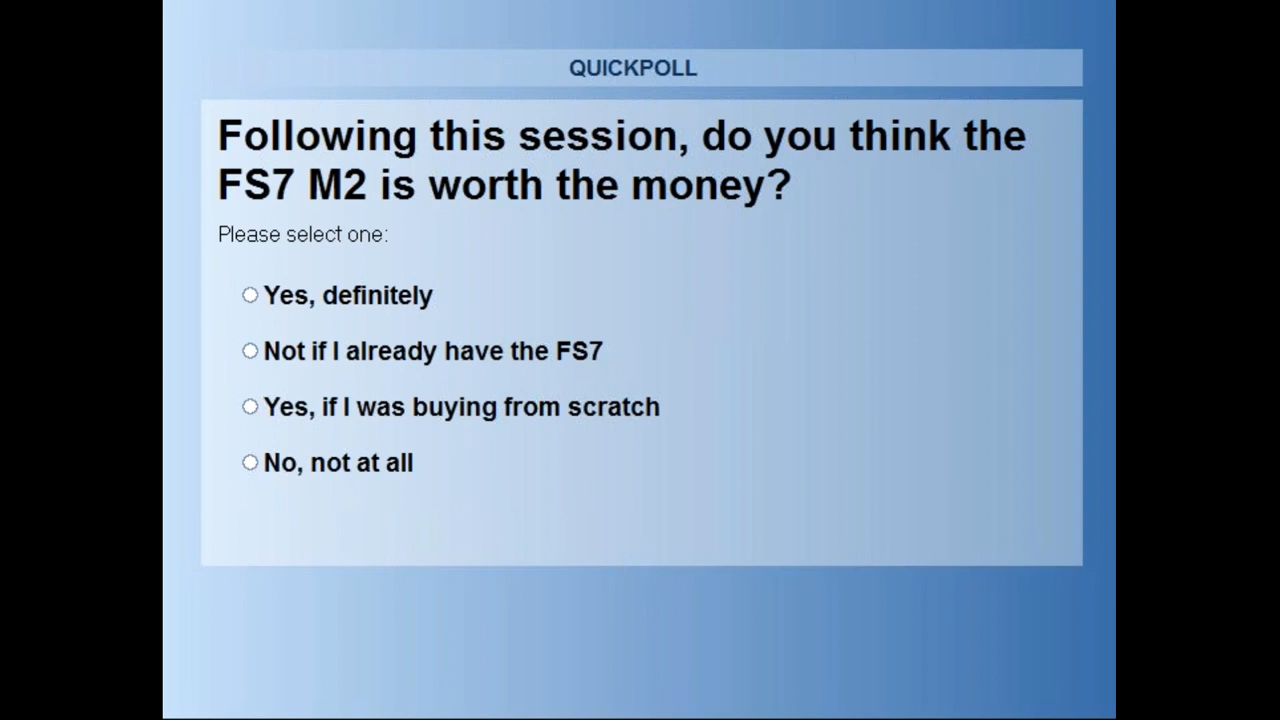 QUICKPOLL
Following this session, do you think the
FS7 M2 is worth the money?
Please select one:
Yes, definitely
Not if I already have the FS7
Yes, if I was buying from scratch
No, not at all